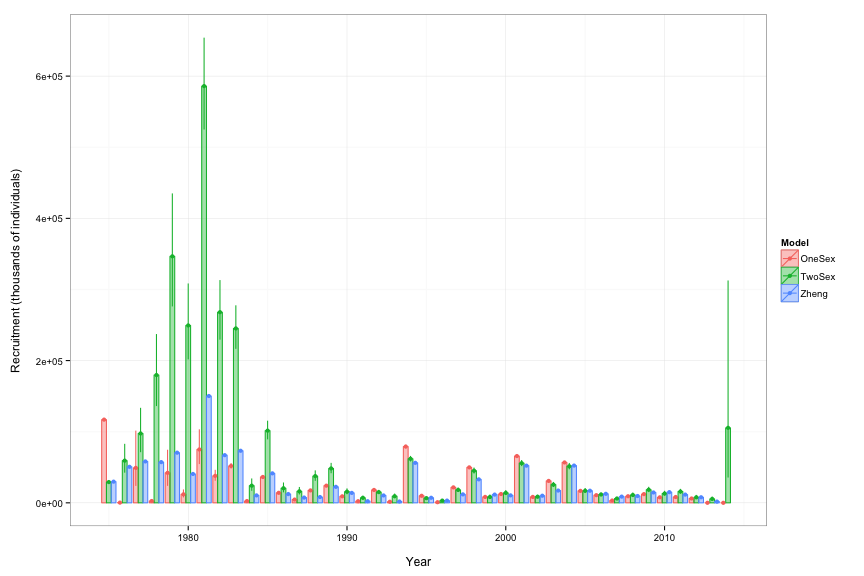 Recruitment (thousands of individuals)
6e+05
4e+05
2e+05
0e+00
1980
1990
2000
2010
Year
Model
OneSex
TwoSex
Zheng